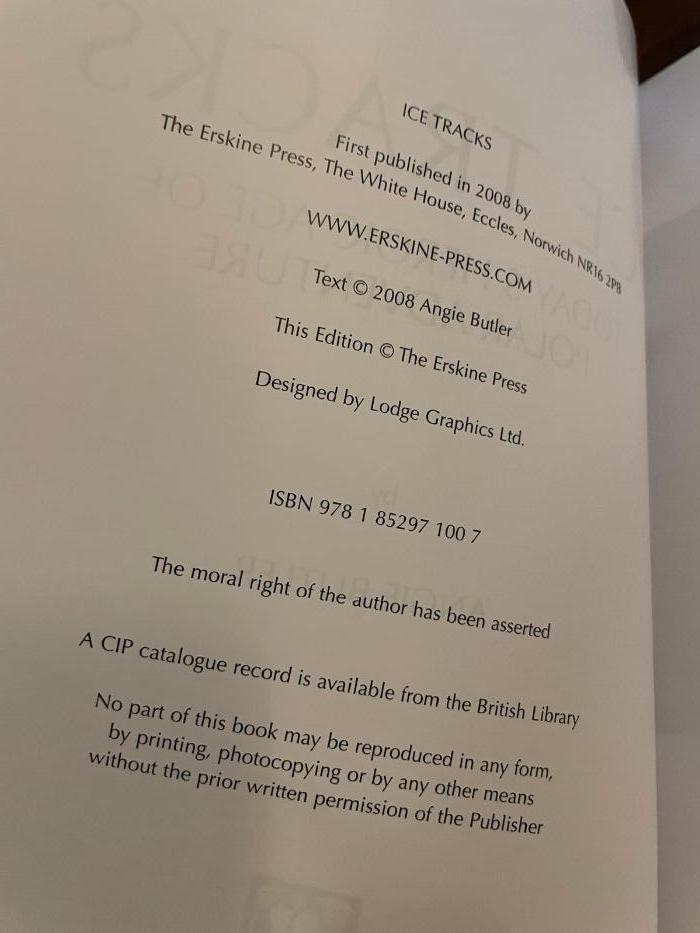 ICE TRACKS
First published in 2008 by
The Erskine Press, The White House, Eccles, Norwich NR16 2PB
WWW.ERSKINE-PRESS.COM
Text © 2008 Angie Butler
This Edition © The Erskine Press
Designed by Lodge Graphics Ltd.
ISBN 978 1 85297 100 7
The moral right of the author has been asserted
A CIP catalogue record is available from the British Library
No part of this book may be reproduced in any form,
by printing, photocopying or by any other means
without the prior written permission of the Publisher